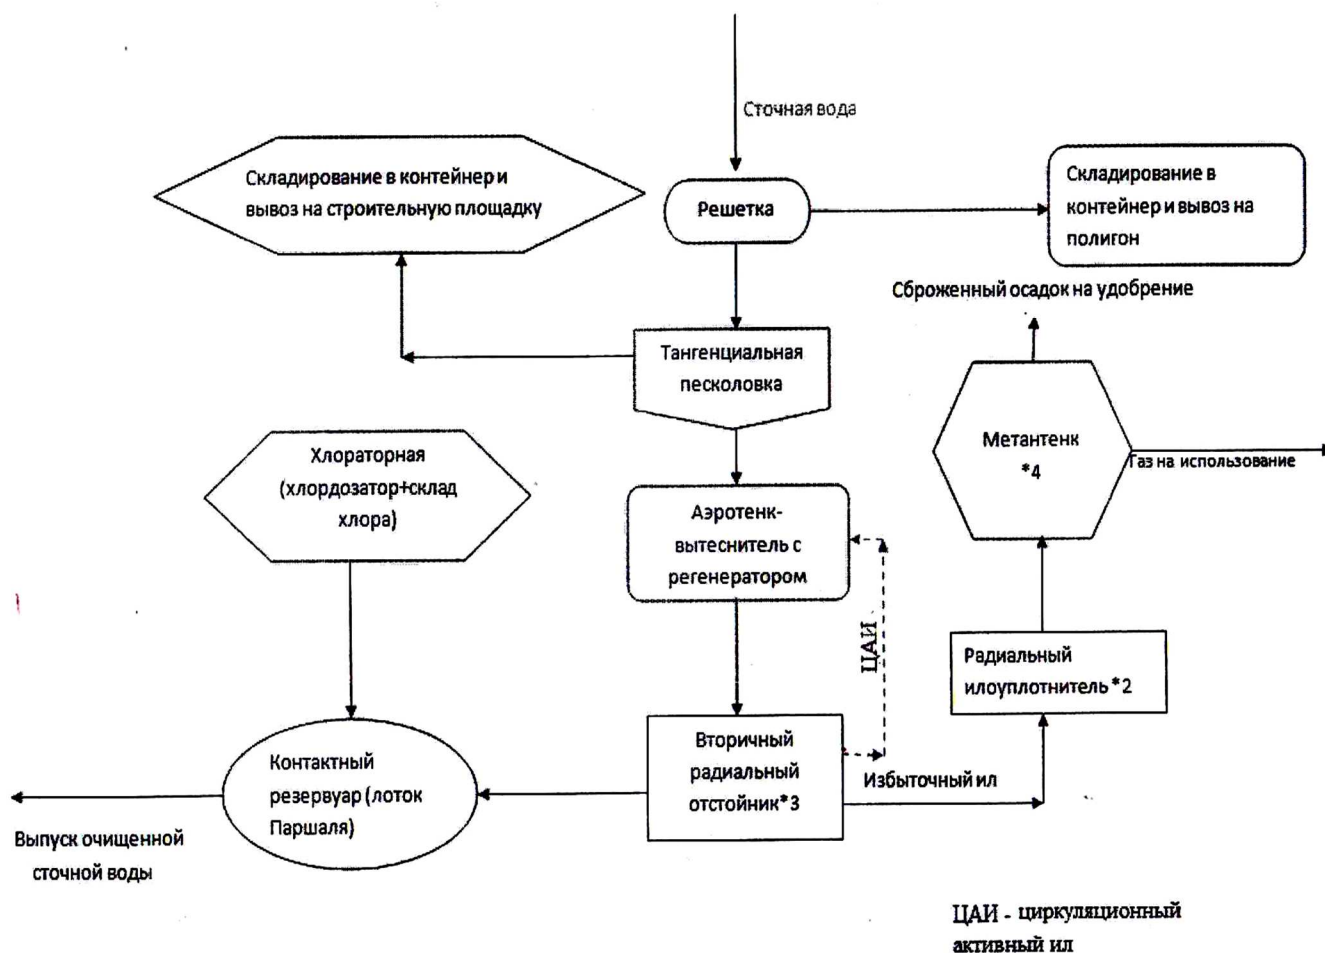 Сточная вода
Складирование в контейнер и
вывоз на строительную площадку
Решетка
Складирование в
контейнер и вывоз на
полигон
Сброженный осадок на удобрение
Тангенциальная
песколовка
Метантенк
*4
Газ на использование
Хлораторная
(хлордозатор+склад
хлора)
Аэротенк-
вытеснитель с
регенератором
ЦАИ
Радиальный
илоуплотнитель*2
Вторичный
радиальный
отстойник*3
Избыточный ил
Контактный
резервуар (лоток
Паршаля)
Выпуск очищенной
сточной воды
ЦАИ - циркуляционный
активный ил